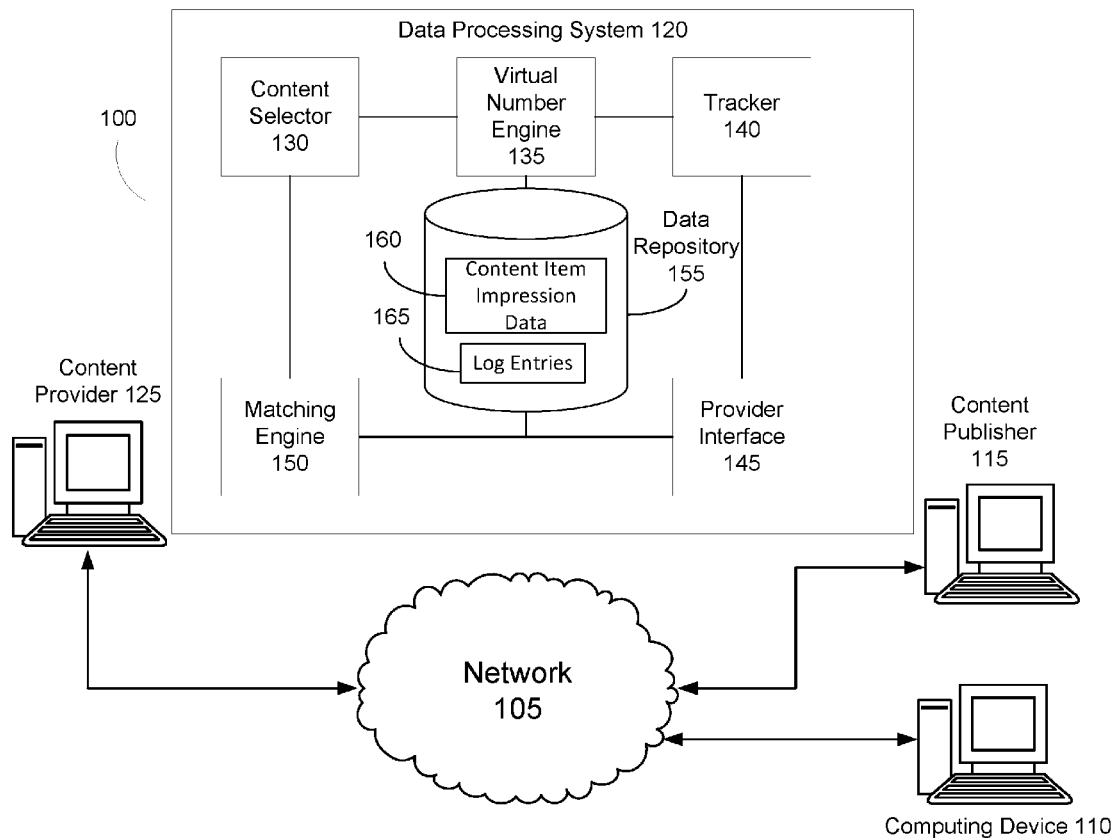 Data Processing System 120
100
Content
Selector
130
Virtual
Number
Engine
135
Tracker
140
160
Content Item
Impression
Data
Data
Repository
155
165
Log Entries
Content
Provider 125
Matching
Engine
150
Provider
Interface
145
Content
Publisher
115
Network
105
Computing Device 110